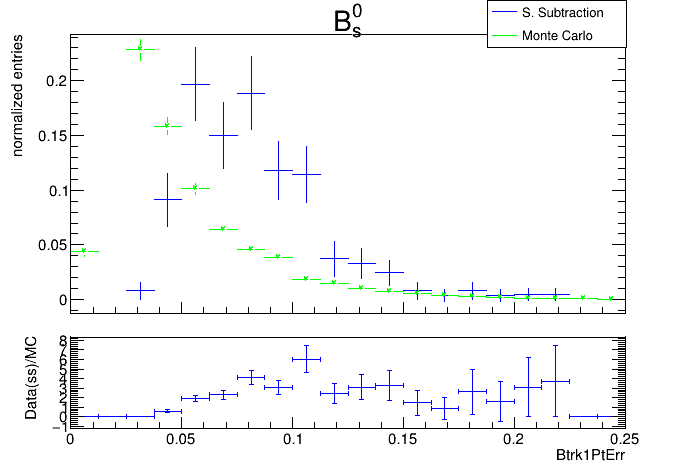 B_s^0
S. Subtraction
Monte Carlo
normalized entries
0.2
0.15
0.1
0.05
0
Data(ss)/MC
8
7
6
5
4
3
2
1
0
−1
0 0.05 0.1 0.15 0.2 0.25
Btrk1PtErr